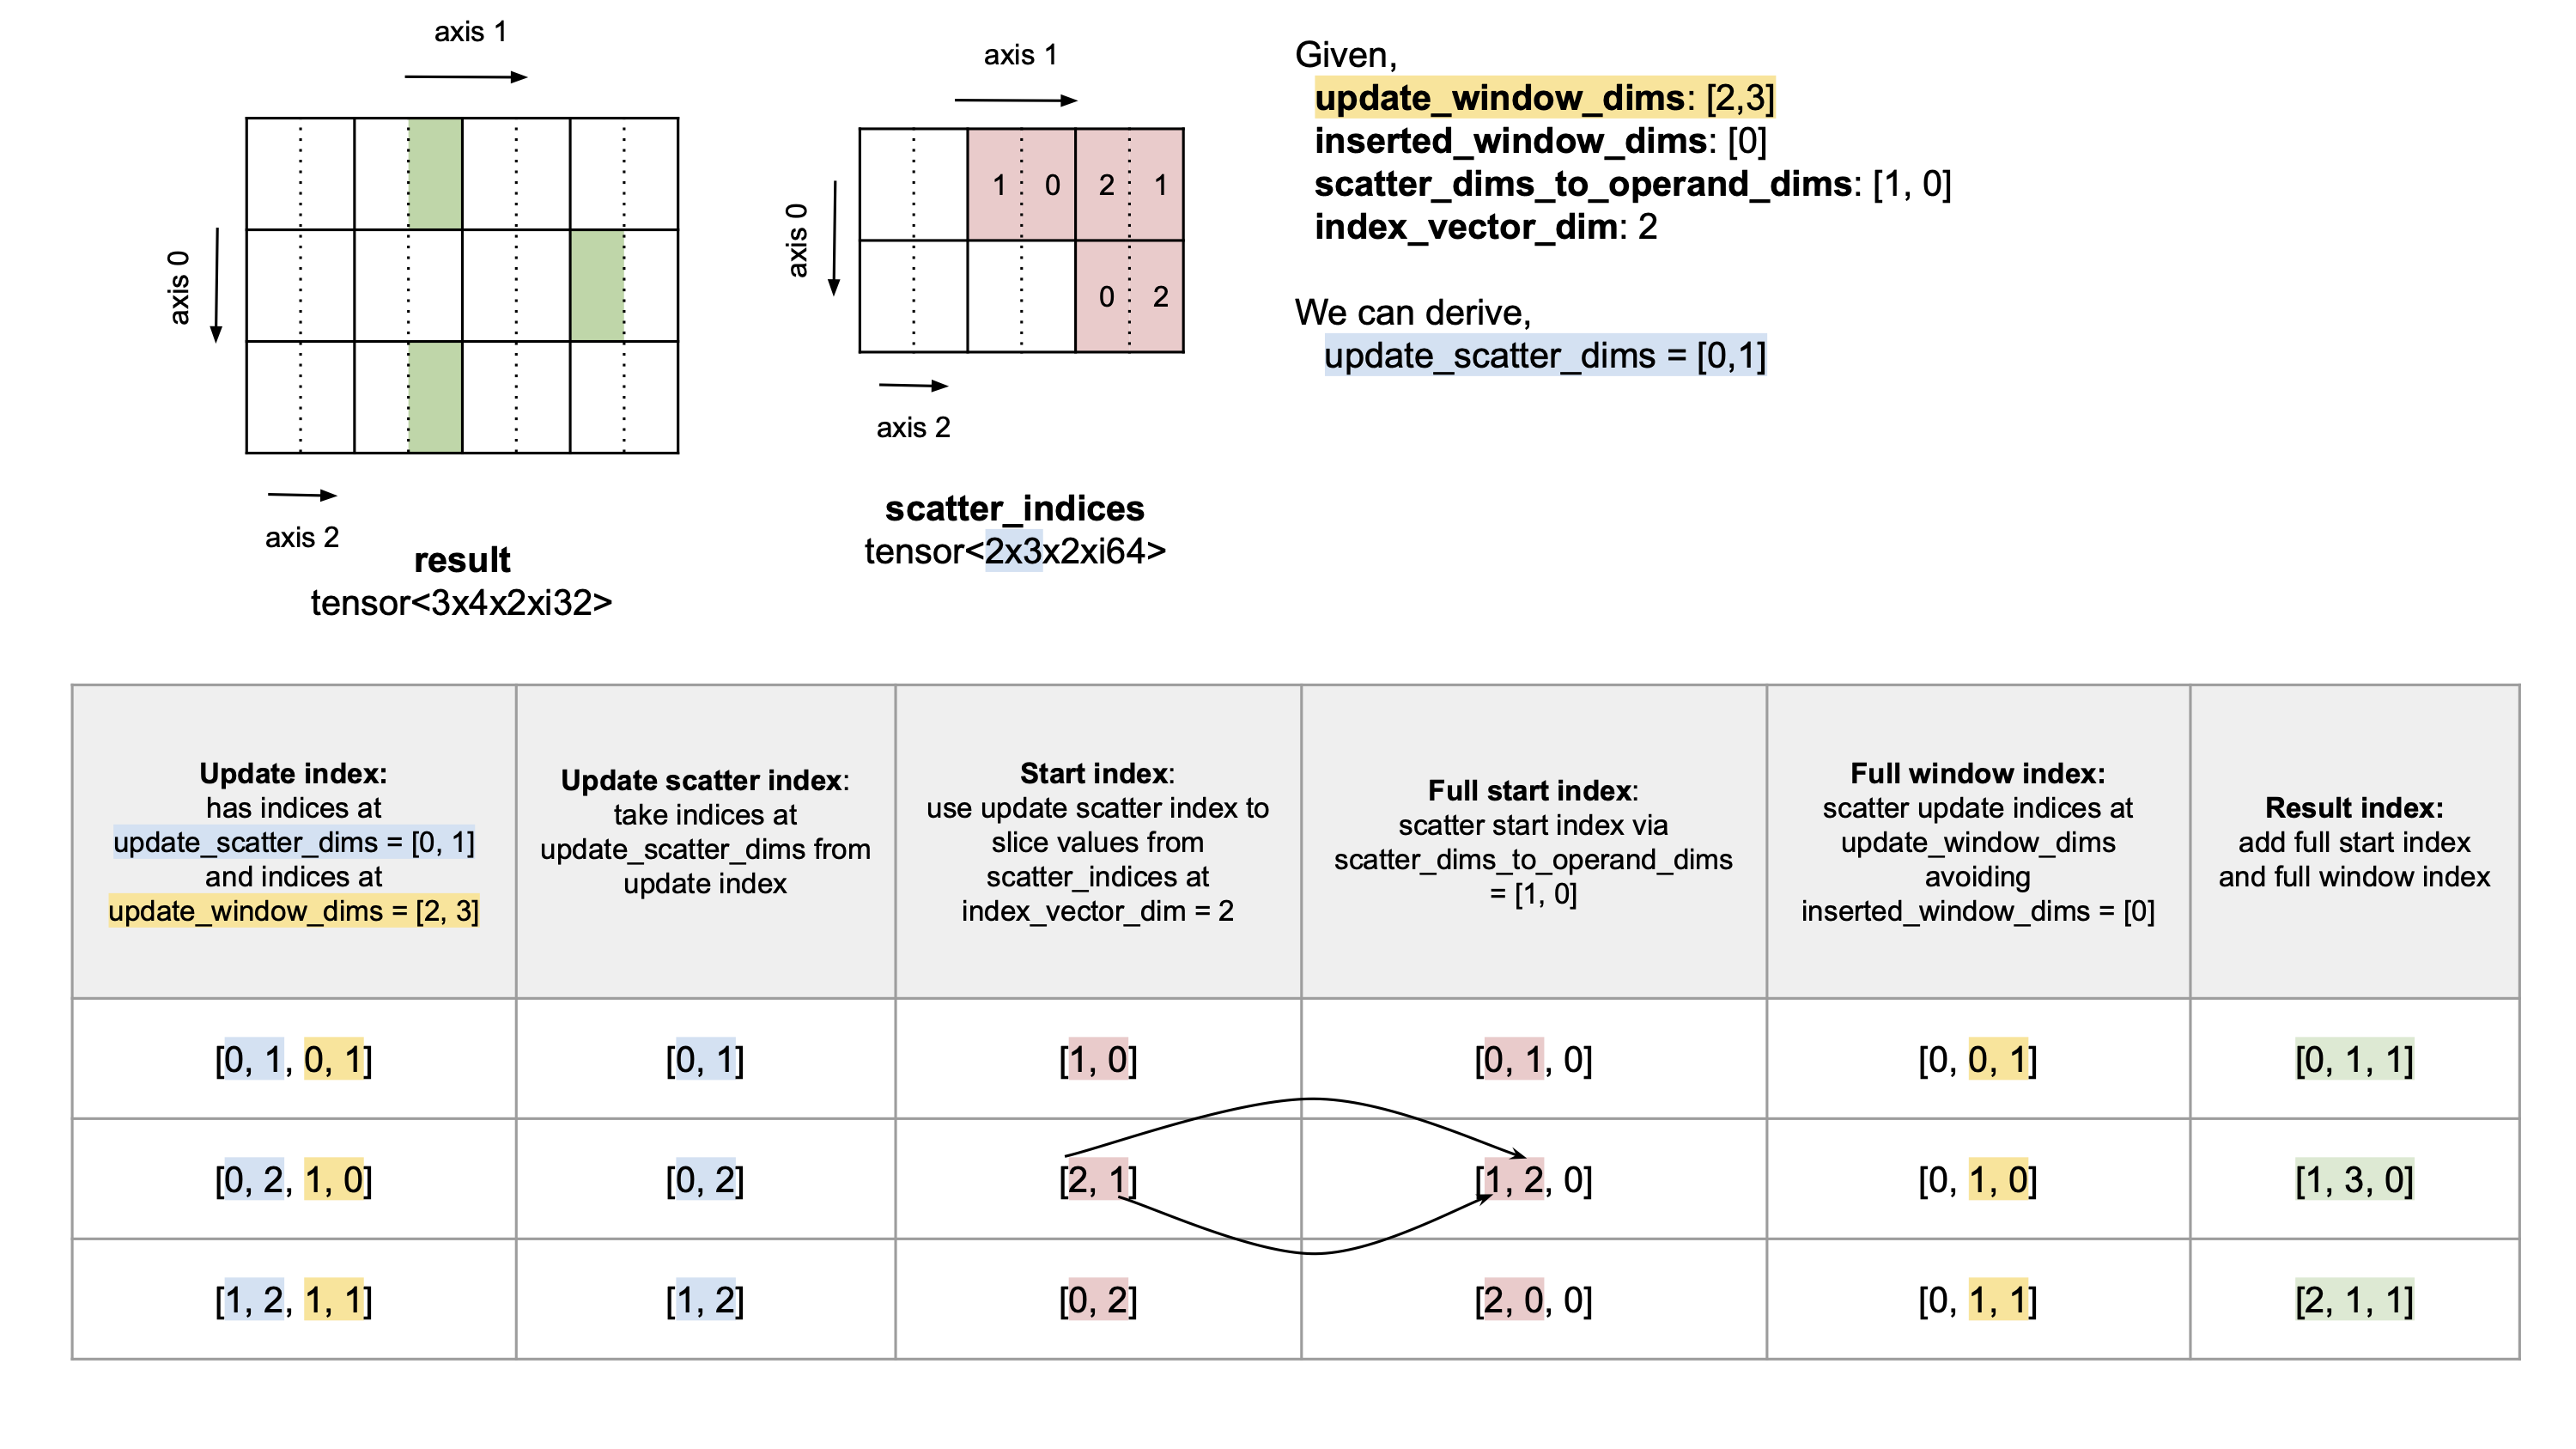 axis 1
axis 0
axis 2
result
tensor<3x4x2xi32>
axis 1
axis 0
1 0 2 1
0 2
axis 2
scatter_indices
tensor<2x3x2xi64>
Given,
update_window_dims: [2,3]
inserted_window_dims: [0]
scatter_dims_to_operand_dims: [1, 0]
index_vector_dim: 2
We can derive,
update_scatter_dims = [0,1]
Update index:
has indices at
update_scatter_dims = [0, 1]
and indices at
update_window_dims = [2, 3]
Update scatter index:
take indices at
update_scatter_dims from
update index
Start index:
use update scatter index to
slice values from
scatter_indices at
index_vector_dim = 2
Full start index:
scatter start index via
scatter_dims_to_operand_dims
= [1, 0]
Full window index:
scatter update indices at
update_window_dims
avoiding
inserted_window_dims = [0]
Result index:
add full start index
and full window index
[0, 1, 0, 1] [0, 1] [1, 0] [0, 1, 0] [0, 0, 1] [0, 1, 1]
[0, 2, 1, 0] [0, 2] [2, 1] [1, 2, 0] [0, 1, 0] [1, 3, 0]
[1, 2, 1, 1] [1, 2] [0, 2] [2, 0, 0] [0, 1, 1] [2, 1, 1]